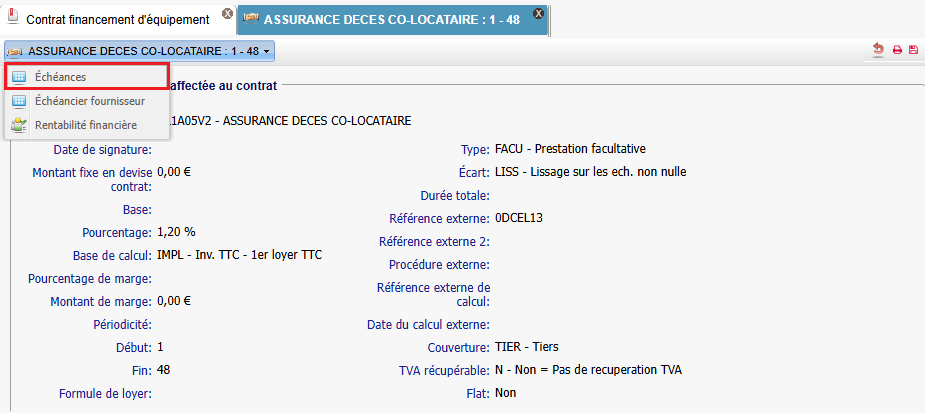 Contrat financement d'équipement
ASSURANCE DECES CO-LOCATAIRE : 1 - 48
ASSURANCE DECES CO-LOCATAIRE : 1 - 48
Échéances
Échéancier fournisseur
Rentabilité financière
affectée au contrat
1A05V2 - ASSURANCE DECES CO-LOCATAIRE
Date de signature:
Montant fixe en devise contrat: 0,00 €
Base:
Pourcentage: 1,20 %
Base de calcul: IMPL - Inv. TTC - 1er loyer TTC
Pourcentage de marge:
Montant de marge: 0,00 €
Périodicité:
Début: 1
Fin: 48
Formule de loyer:
Type: FACU - Prestation facultative
Écart: LISS - Lissage sur les ech. non nulle
Durée totale:
Référence externe: 0DCEL13
Référence externe 2:
Procédure externe:
Référence externe de calcul:
Date du calcul externe:
Couverture: TIER - Tiers
TVA récupérable: N - Non = Pas de recuperation TVA
Flat: Non